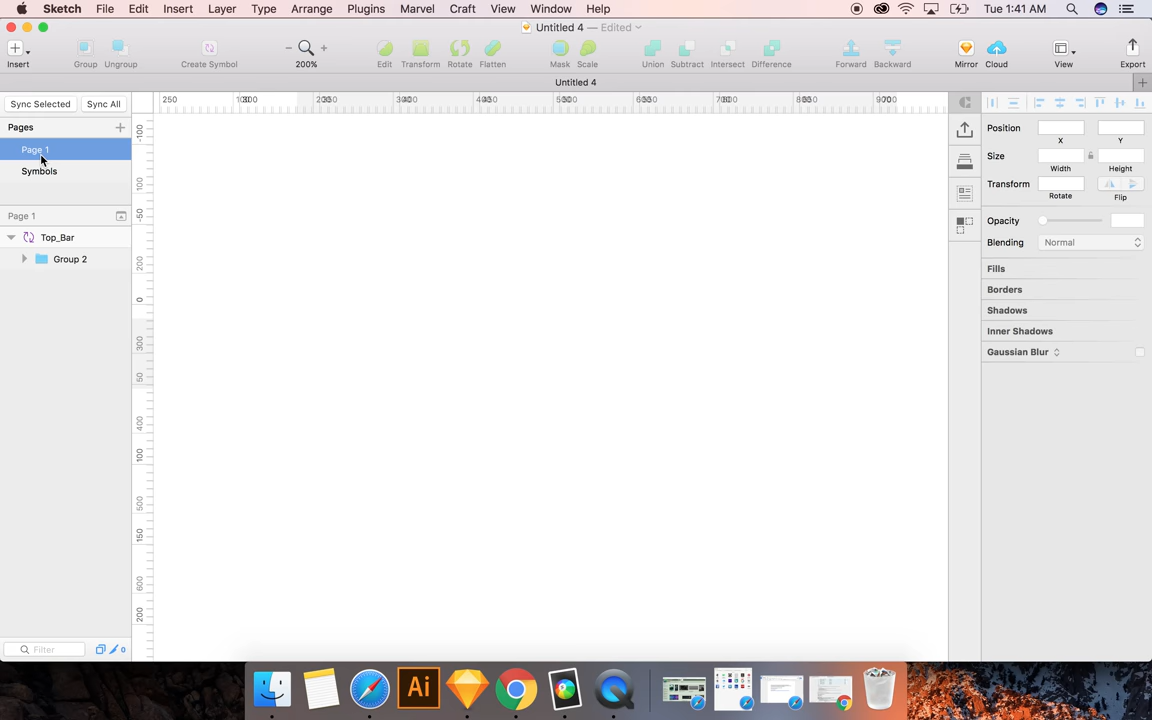 Sketch File Edit Insert Layer Type Arrange Plugins Marvel Craft View Window Help Tue 1:41 AM
Untitled 4 — Edited
Insert Group Ungroup Create Symbol 200% Edit Transform Rotate Flatten Mask Scale Union Subtract Intersect Difference Forward Backward Mirror Cloud View Export
Untitled 4
Sync Selected Sync All
Pages
Page 1
Symbols
Page 1
Top_Bar
Group 2
Filter 0
Position
X Y
Size
Width Height
Transform
Rotate Flip
Opacity
Blending Normal
Fills
Borders
Shadows
Inner Shadows
Gaussian Blur
Ai